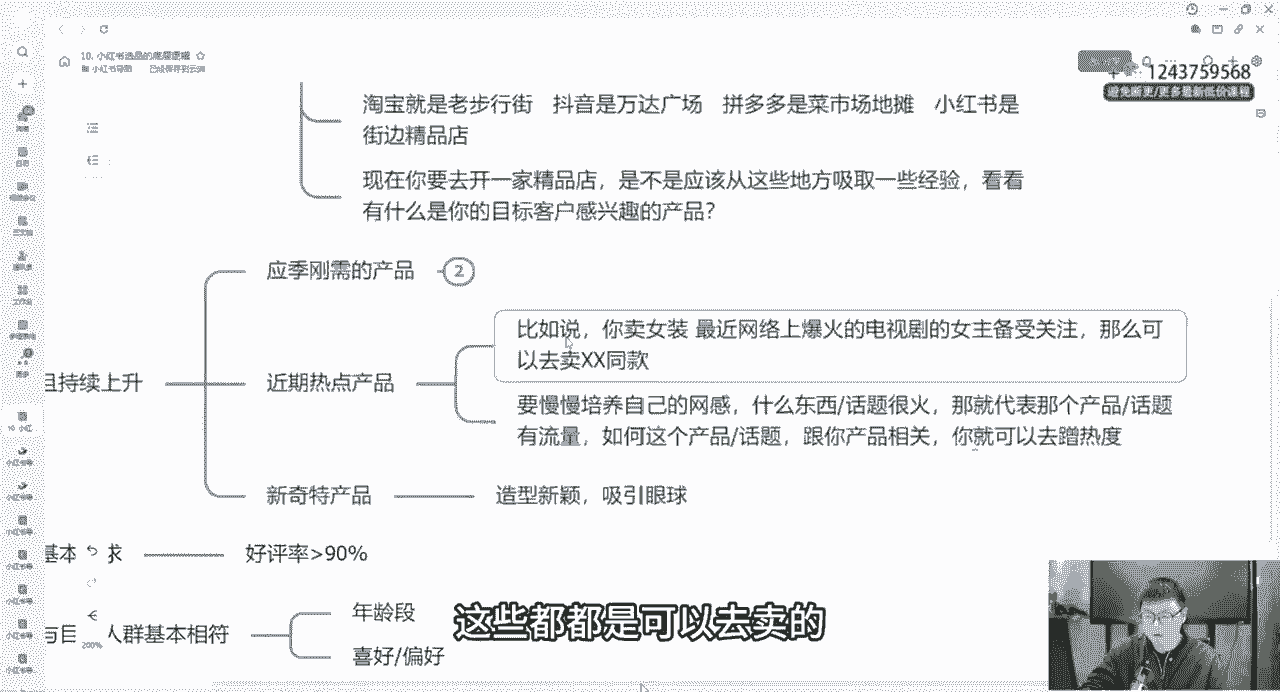 10. 小红书选品的底层逻辑
1243759568
避免断更/更多最新低价课程
淘宝就是老步行街 抖音是万达广场 拼多多是菜市场地摊 小红书是
街边精品店
现在你要去开一家精品店，是不是应该从这些地方吸取一些经验，看看
有什么是你的目标客户感兴趣的产品？
应季刚需的产品
2
比如说，你卖女装 最近网络上爆火的电视剧的女主备受关注，那么可
以去卖XX同款
且持续上升
近期热点产品
要慢慢培养自己的网感，什么东西/话题很火，那就代表那个产品/话题
有流量，如何这个产品/话题，跟你产品相关，你就可以去蹭热度
新奇特产品
造型新颖，吸引眼球
基本
求
好评率>90%
年龄段
与目
人群基本相符
喜好/偏好
200%
这些都都是可以去卖的